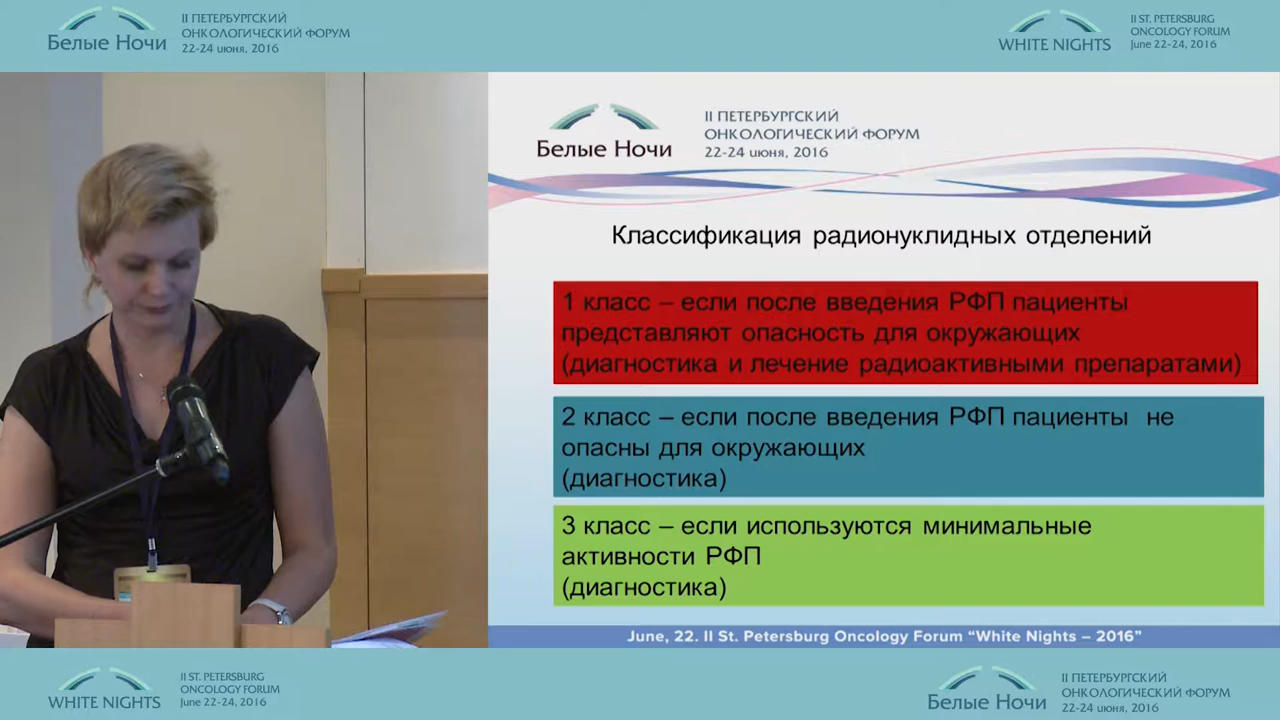 Белые Ночи
II ПЕТЕРБУРГСКИЙ
ОНКОЛОГИЧЕСКИЙ ФОРУМ
22-24 июня, 2016
WHITE NIGHTS
II ST. PETERSBURG
ONCOLOGY FORUM
June 22-24, 2016
Белые Ночи
II ПЕТЕРБУРГСКИЙ
ОНКОЛОГИЧЕСКИЙ ФОРУМ
22-24 июня, 2016
Классификация радионуклидных отделений
1 класс – если после введения РФП пациенты
представляют опасность для окружающих
(диагностика и лечение радиоактивными препаратами)
2 класс – если после введения РФП пациенты не
опасны для окружающих
(диагностика)
3 класс – если используются минимальные
активности РФП
(диагностика)
June, 22. II St. Petersburg Oncology Forum “White Nights – 2016”
WHITE NIGHTS
II ST. PETERSBURG
ONCOLOGY FORUM
June 22-24, 2016
Белые Ночи
II ПЕТЕРБУРГСКИЙ
ОНКОЛОГИЧЕСКИЙ ФОРУМ
22-24 июня, 2016